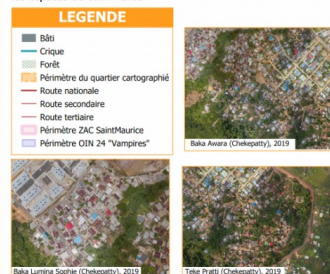 LEGENDE
Bâti
Crique
Forêt
Périmètre du quartier cartographié
Route nationale
Route secondaire
Route tertiaire
Périmètre ZAC SaintMaurice
Périmètre OIN 24 "Vampires"
Baka Awara (Chekepatty), 2019
Baka Lumina Sophie (Chekepatty), 2019
Teke Pratti (Chekepatty), 2019